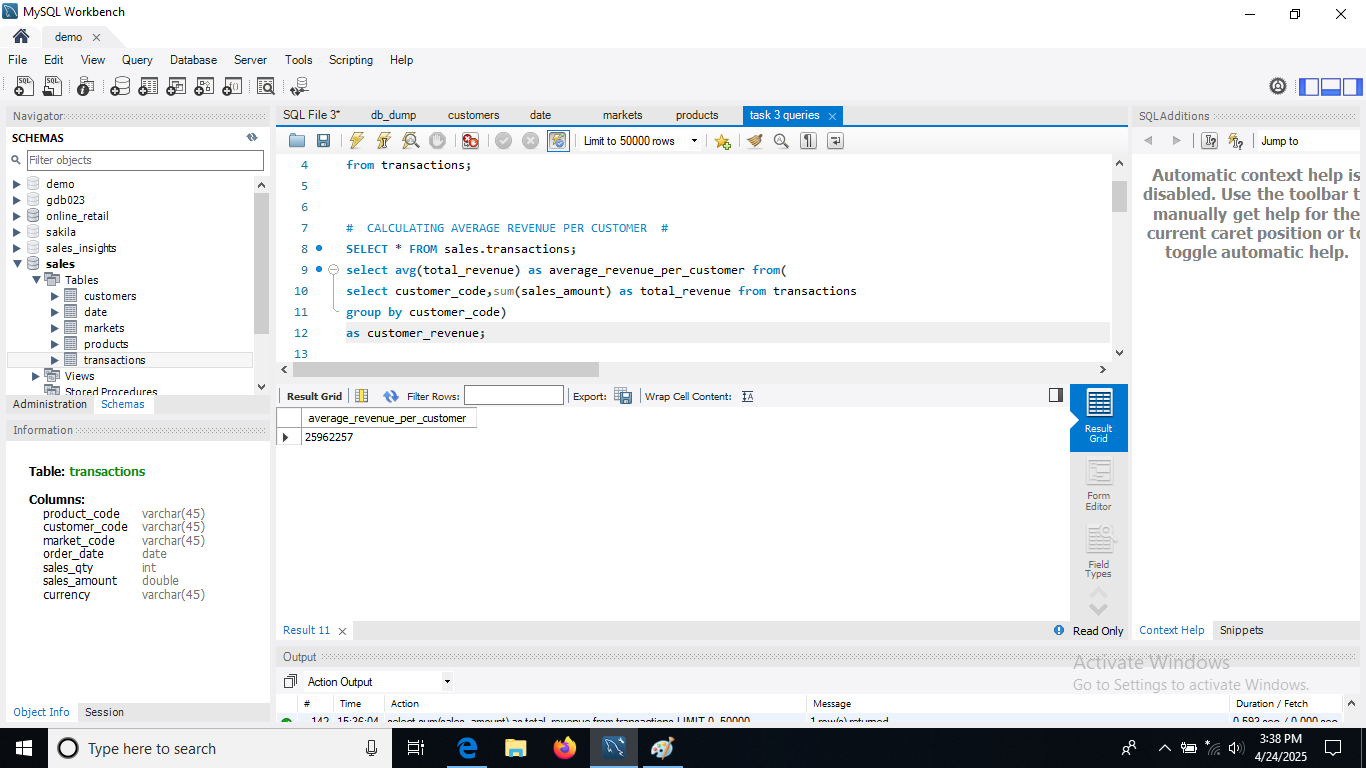 MySQL Workbench
demo
File Edit View Query Database Server Tools Scripting Help
Navigator
SCHEMAS
Filter objects
demo
gdb023
online_retail
sakila
sales_insights
sales
Tables
customers
date
markets
products
transactions
Views
Stored Procedures
Administration Schemas
Information
Table: transactions
Columns:
product_code varchar(45)
customer_code varchar(45)
market_code varchar(45)
order_date date
sales_qty int
sales_amount double
currency varchar(45)
Object Info Session
SQL File 3* db_dump customers date markets products task 3 queries
Limit to 50000 rows
4 from transactions;
5
6
7 # CALCULATING AVERAGE REVENUE PER CUSTOMER #
8 SELECT * FROM sales.transactions;
9 select avg(total_revenue) as average_revenue_per_customer from(
10 select customer_code,sum(sales_amount) as total_revenue from transactions
11 group by customer_code)
12 as customer_revenue;
13
Result Grid Filter Rows: Export: Wrap Cell Content:
average_revenue_per_customer
25962257
Result
Grid
Form
Editor
Field
Types
Result 11
Read Only
Output
Action Output
# Time Action Message Duration / Fetch
142 15:36:04 select sum(sales_amount) as total_revenue from transactions LIMIT 0, 50000 1 row(s) returned 0.593 sec / 0.000 sec
SQLAdditions
Jump to
Automatic context help is
disabled. Use the toolbar t
manually get help for the
current caret position or to
toggle automatic help.
Context Help Snippets
Activate Windows
Go to Settings to activate Windows.
Type here to search
3:38 PM
4/24/2025